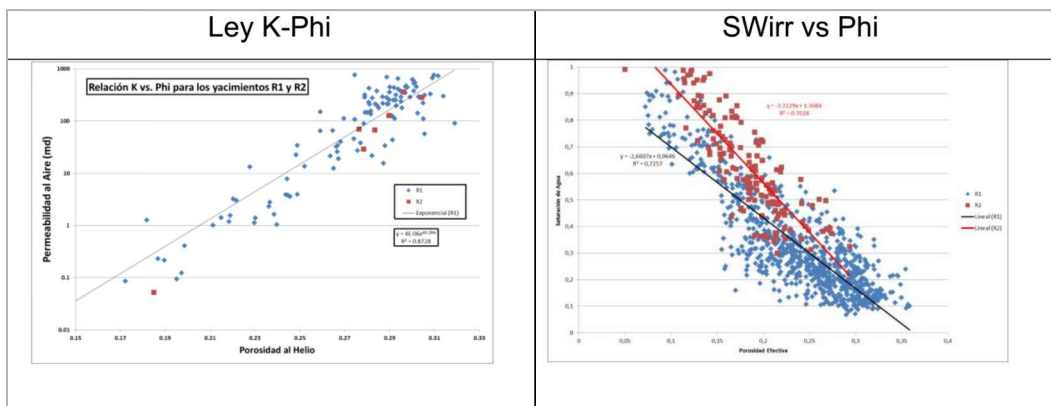 Ley K-Phi
SWirr vs Phi
Relación K vs. Phi para los yacimientos R1 y R2
Permeabilidad al Aire (md)
1000
100
10
1
0.1
0.01
0.15
0.17
0.19
0.21
0.23
0.25
0.27
0.29
0.31
0.33
Porosidad al Helio
R1
R2
Exponencial (R1)
R² = 0.8728
Saturación de Agua
1
0,9
0,8
0,7
0,6
0,5
0,4
0,3
0,2
0,1
0
0
0,05
0,1
0,15
0,2
0,25
0,3
0,35
0,4
Porosidad Efectiva
y = -3.7229x + 1.3084
R² = 0.7028
y = -2,6607x + 0,9646
R² = 0,7257
R1
R2
Lineal (R1)
Lineal (R2)